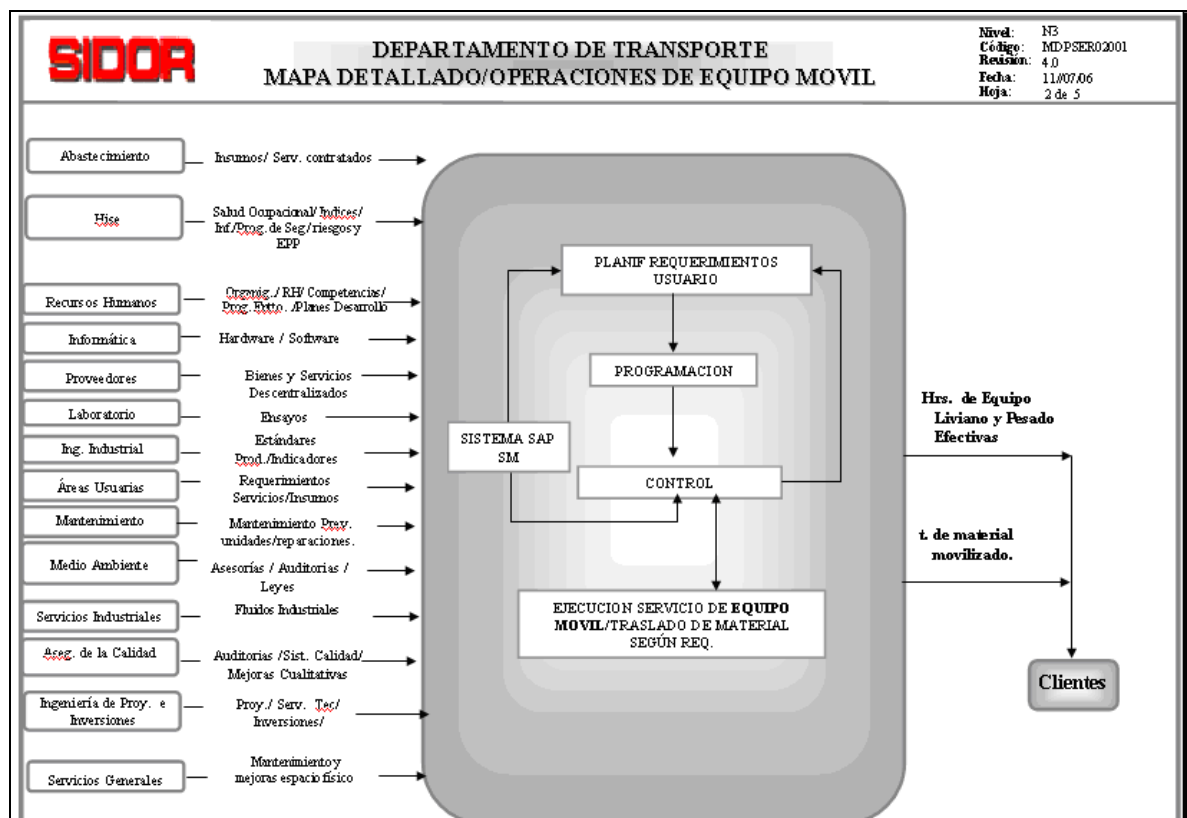 SIDOR
DEPARTAMENTO DE TRANSPORTE
MAPA DETALLADO/OPERACIONES DE EQUIPO MOVIL
Nivel: N3
Código: MDPSER02001
Revisión: 4.0
Fecha: 11/07/06
Hoja: 2 de 5
Abastecimiento
Insumos/ Serv. contratados
Hise
Salud Ocupacional/ Indices/
Inf./Prog. de Seg/riesgos y
EPP
Recursos Humanos
Organig./ RH/ Competencias/
Prog. Entto. /Planes Desarrollo
Informática
Hardware / Software
Proveedores
Bienes y Servicios
Descentralizados
Laboratorio
Ensayos
Ing. Industrial
Estándares
Prod./Indicadores
Áreas Usuarias
Requerimientos
Servicios/Insumos
Mantenimiento
Mantenimiento Prev.
unidades/reparaciones.
Medio Ambiente
Asesorías / Auditorias /
Leyes
Servicios Industriales
Fluidos Industriales
Aseg. de la Calidad
Auditorias /Sist. Calidad/
Mejoras Cualitativas
Ingeniería de Proy. e
Inversiones
Proy./ Serv. Tec/
Inversiones/
Servicios Generales
Mantenimiento y
mejoras espacio físico
PLANIF REQUERIMIENTOS
USUARIO
PROGRAMACION
SISTEMA SAP
SM
CONTROL
EJECUCION SERVICIO DE EQUIPO
MOVIL/TRASLADO DE MATERIAL
SEGÚN REQ.
Hrs. de Equipo
Liviano y Pesado
Efectivas
t. de material
movilizado.
Clientes